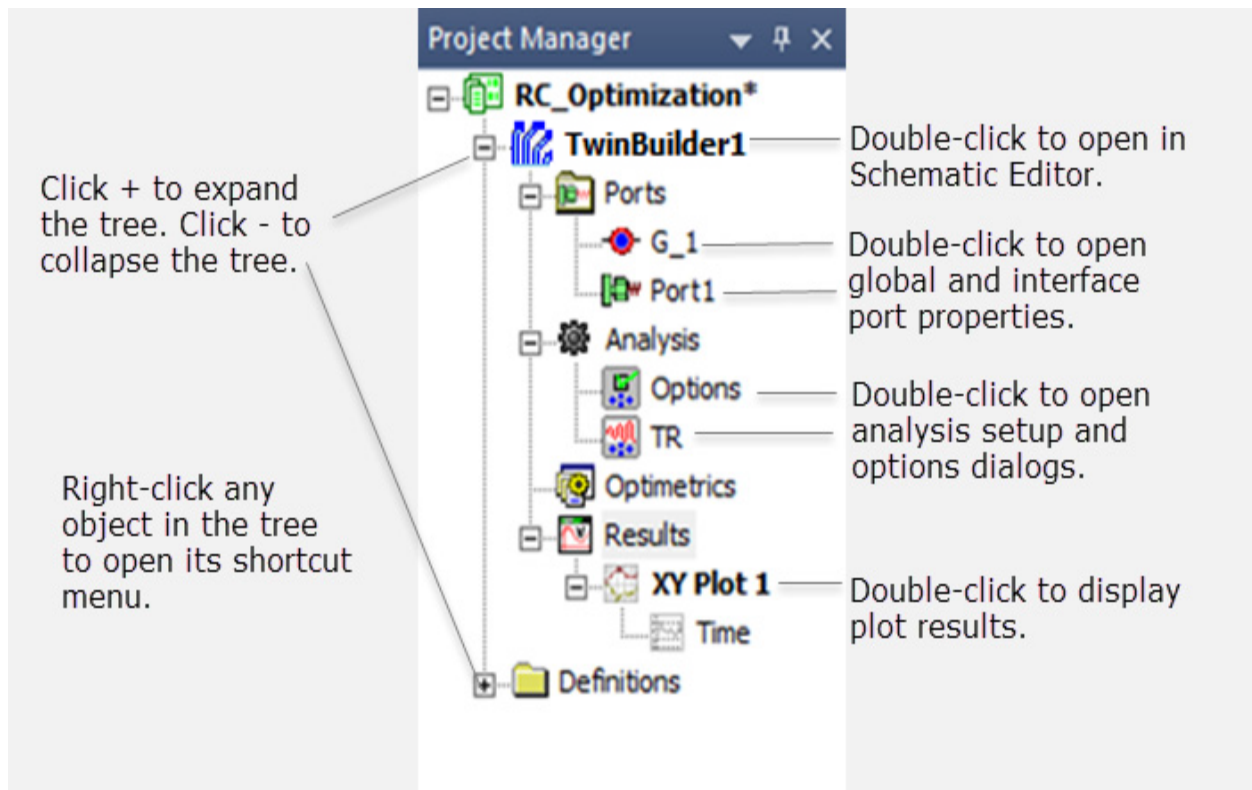 Project Manager
RC_Optimization*
TwinBuilder1
Ports
G_1
Port1
Analysis
Options
TR
Optimetrics
Results
XY Plot 1
Time
Definitions
Click + to expand
the tree. Click - to
collapse the tree.
Right-click any
object in the tree
to open its shortcut
menu.
Double-click to open in
Schematic Editor.
Double-click to open
global and interface
port properties.
Double-click to open
analysis setup and
options dialogs.
Double-click to display
plot results.